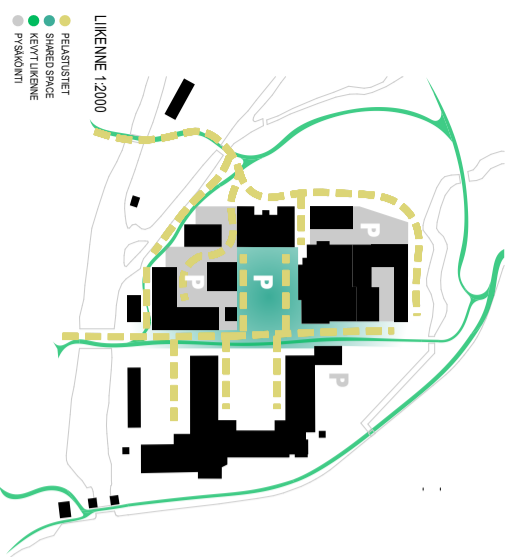 LIIKENNE 1:2000
PELASTUSTIET
SHARED SPACE
KEVYT LIIKENNE
PYSÄKÖINTI
P
P
P
P